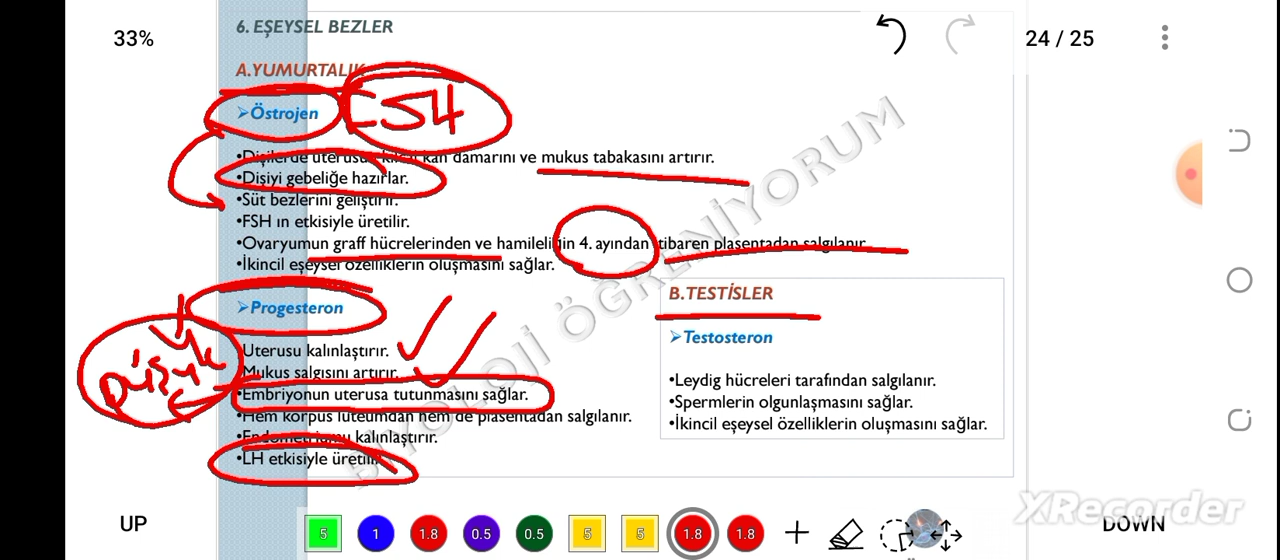 33%
6. EŞEYSEL BEZLER
24 / 25
A.YUMURTALIK
➢Östrojen
54
•Dişilerde uterusun kılcal kan damarını ve mukus tabakasını artırır.
•Dişiyi gebeliğe hazırlar.
•Süt bezlerini geliştirir.
•FSH ın etkisiyle üretilir.
•Ovaryumun graff hücrelerinden ve hamileliğin 4. ayından itibaren plasentadan salgılanır.
•İkincil eşeysel özelliklerin oluşmasını sağlar.
➢Progesteron
Düşük
Uterusu kalınlaştırır.
Mukus salgısını artırır.
•Embriyonun uterusa tutunmasını sağlar.
•Hem korpus luteumdan hem de plasentadan salgılanır.
•Endometriumu kalınlaştırır.
•LH etkisiyle üretilir.
B.TESTİSLER
➢Testosteron
•Leydig hücreleri tarafından salgılanır.
•Spermlerin olgunlaşmasını sağlar.
•İkincil eşeysel özelliklerin oluşmasını sağlar.
BİYOLOJİ ÖĞRENİYORUM
UP
5 1 1.8 0.5 0.5 5 5 1.8 1.8
XRecorder
DOWN